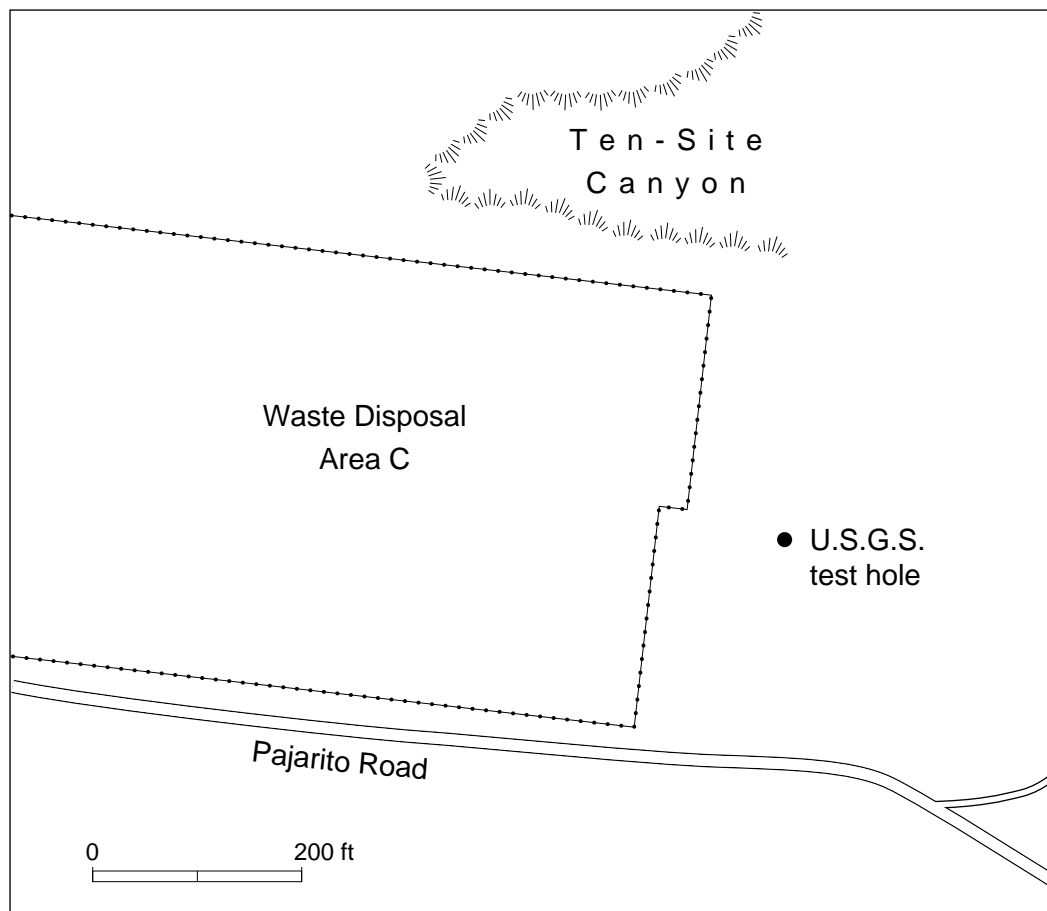 Ten-Site
Canyon
Waste Disposal
Area C
U.S.G.S.
test hole
Pajarito Road
0 200 ft